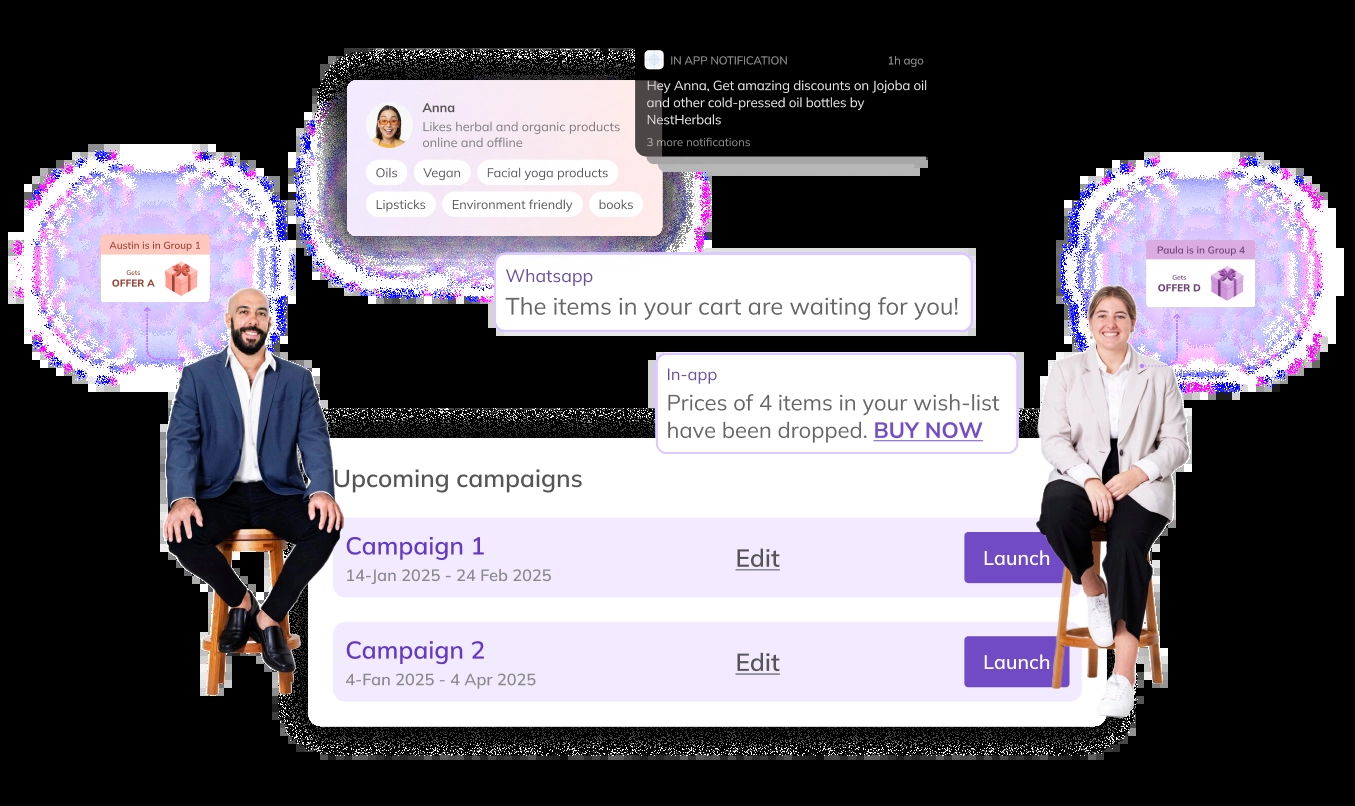 IN APP NOTIFICATION 1h ago
Hey Anna, Get amazing discounts on Jojoba oil
and other cold-pressed oil bottles by
NestHerbals
3 more notifications
Anna
Likes herbal and organic products
online and offline
Oils Vegan Facial yoga products
Lipsticks Environment friendly books
Austin is in Group 1
Gets
OFFER A
Paula is in Group 4
Gets
OFFER D
Whatsapp
The items in your cart are waiting for you!
In-app
Prices of 4 items in your wish-list
have been dropped. BUY NOW
Upcoming campaigns
Campaign 1
14-Jan 2025 - 24 Feb 2025
Edit
Launch
Campaign 2
4-Fan 2025 - 4 Apr 2025
Edit
Launch